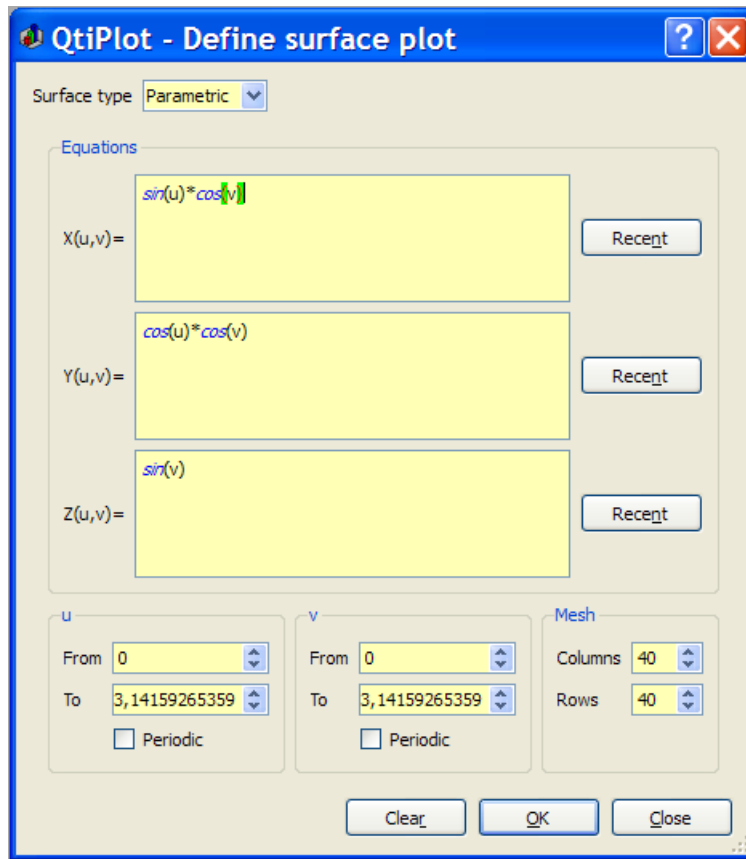 QtiPlot - Define surface plot
Surface type Parametric
Equations
X(u,v)= sin(u)*cos(v) Recent
Y(u,v)= cos(u)*cos(v) Recent
Z(u,v)= sin(v) Recent
u v Mesh
From 0 From 0 Columns 40
To 3,14159265359 To 3,14159265359 Rows 40
Periodic Periodic
Clear OK Close